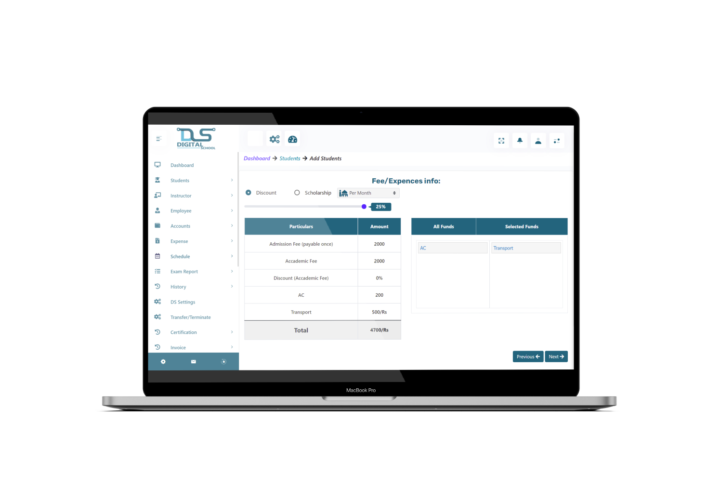 DLS
DIGITAL
Dashboard → Students → Add Students
Dashboard
Students
Instructor
Employee
Accounts
Expense
Schedule
Exam Report
History
DS Settings
Transfer/Terminate
Certification
Invoice
Fee/Expences info:
Discount
Scholarship
Per Month
25%
Particulars Amount
Admission Fee (payable once) 2000
Accademic Fee 2000
Discount (Accademic Fee) 0%
AC 200
Transport 500/Rs
Total 4700/Rs
All Funds Selected Funds
AC Transport
Previous ← Next →
MacBook Pro